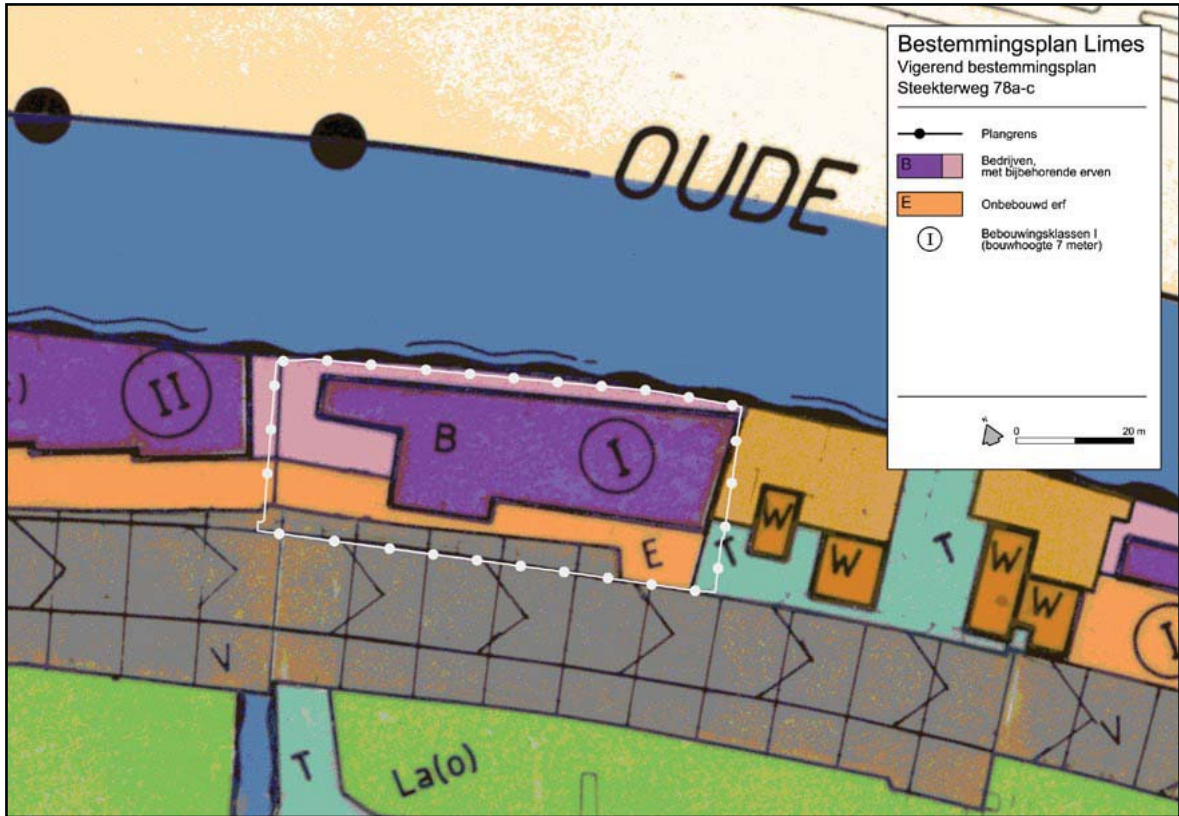 Bestemmingsplan Limes
Vigerend bestemmingsplan
Steekterweg 78a-c
Plangrens
B
Bedrijven,
met bijbehorende erven
E
Onbebouwd erf
I
Bebouwingsklassen I
(bouwhoogte 7 meter)
0
20 m
OUDE
II
B
I
E
T
W
W
T
W
W
I
V
V
T
La(o)